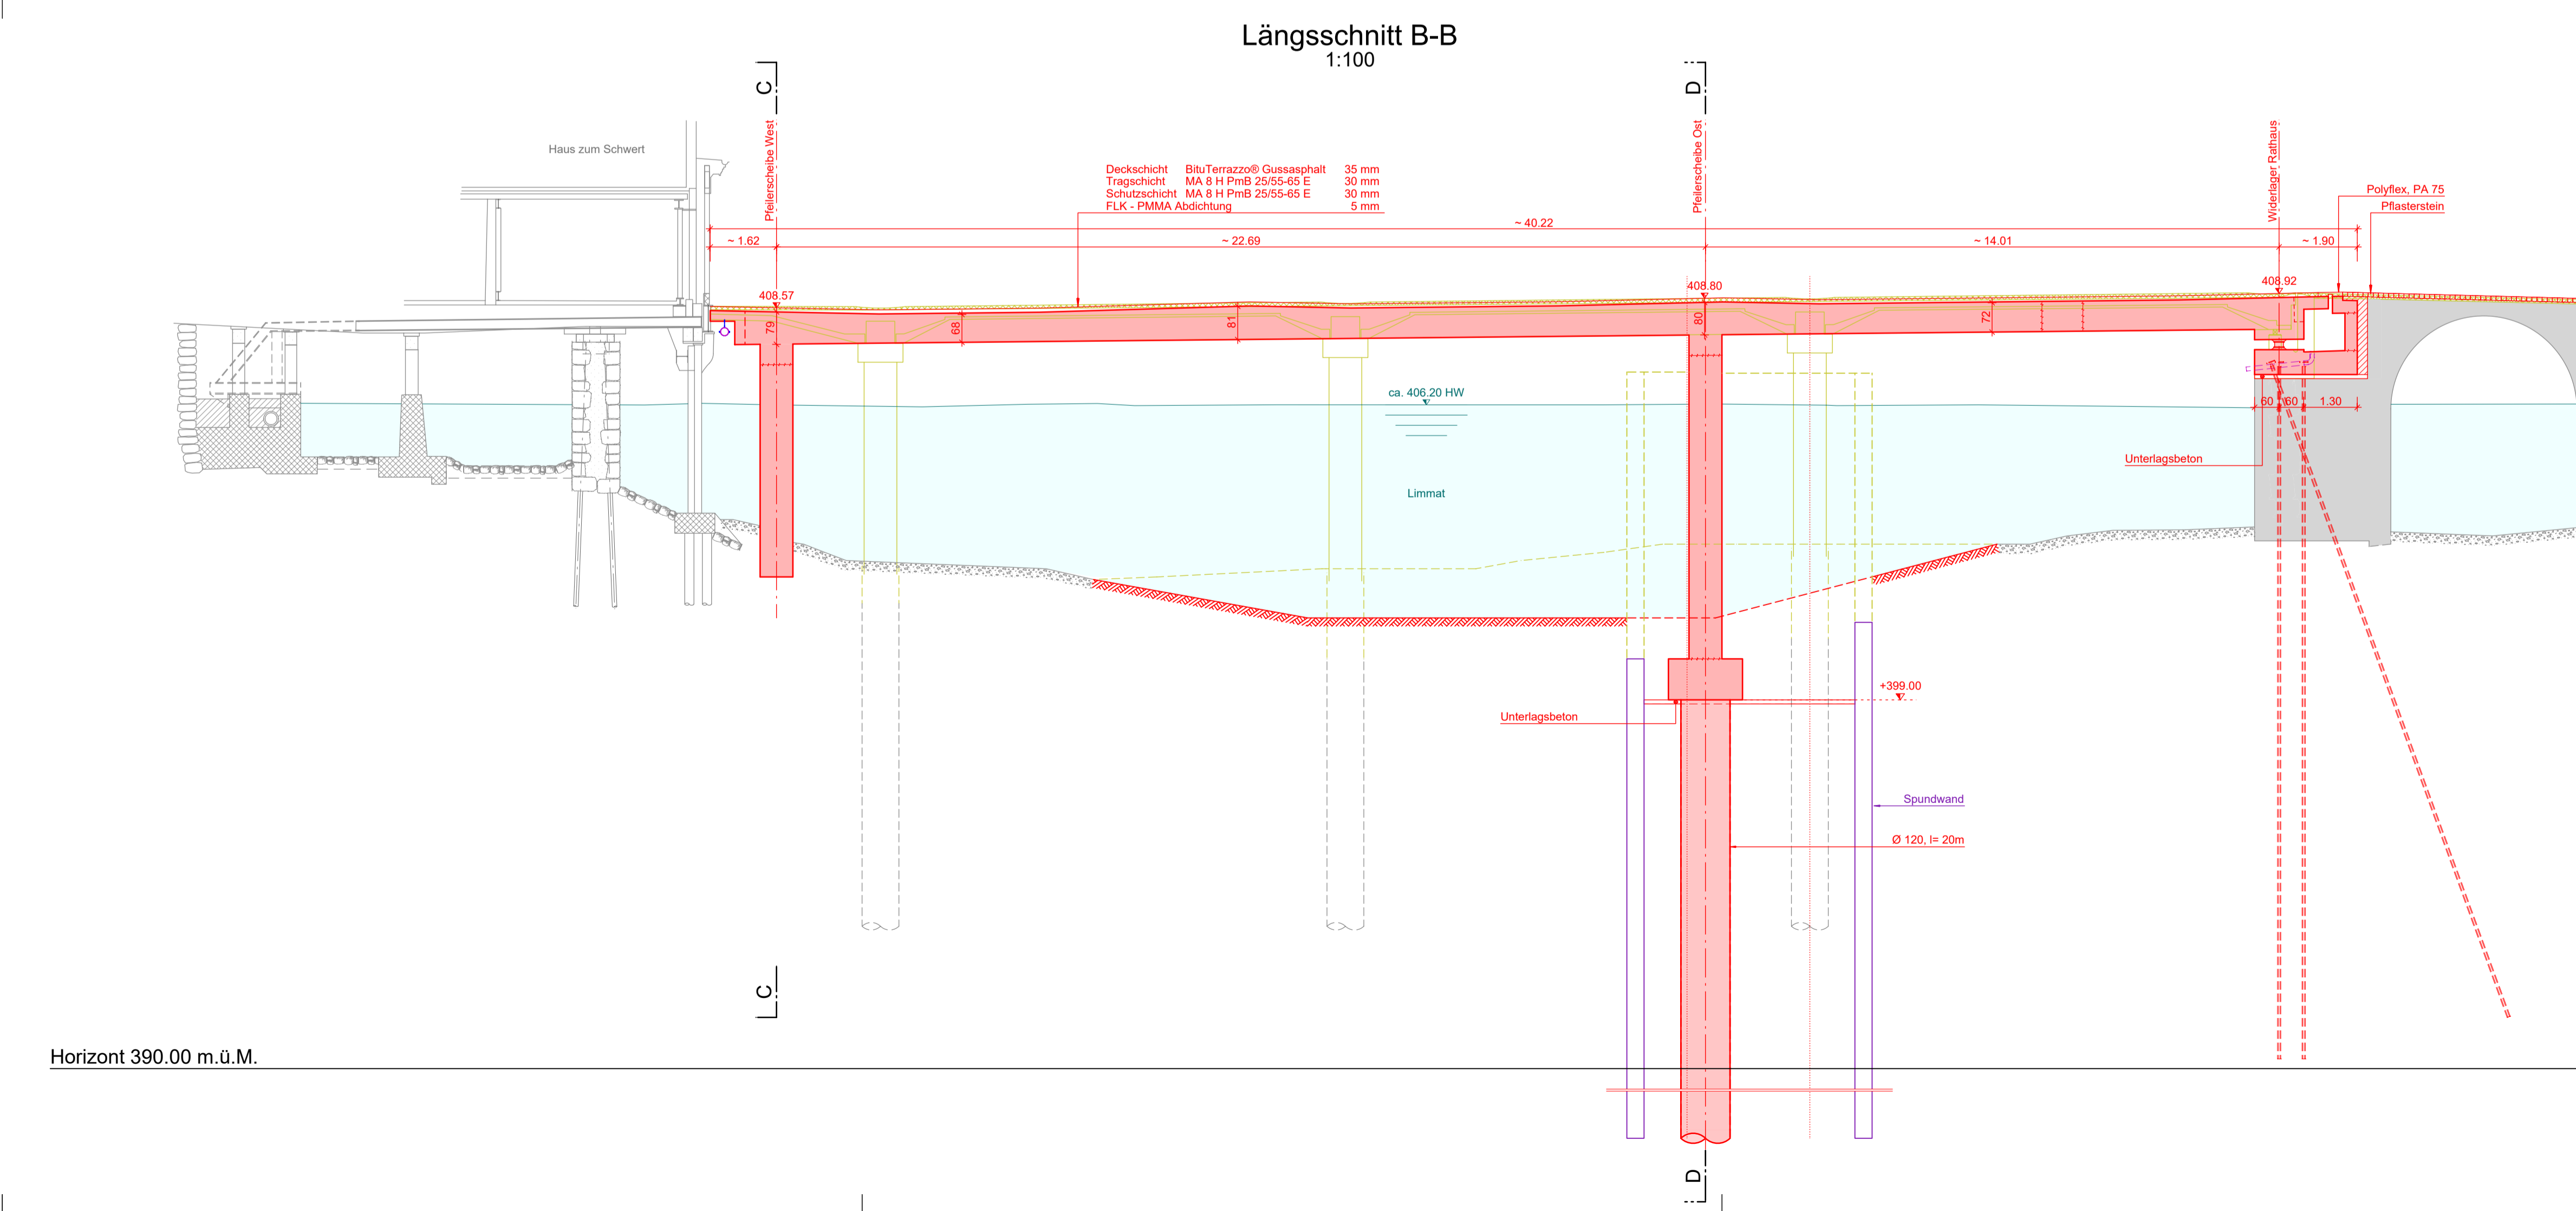 Längsschnitt B-B
1:100
C
D
Pfeilerscheibe West
Pfeilerscheibe Ost
Widerlager Rathaus
Haus zum Schwert
Deckschicht BituTerrazzo® Gussasphalt 35 mm
Tragschicht MA 8 H PmB 25/55-65 E 30 mm
Schutzschicht MA 8 H PmB 25/55-65 E 30 mm
FLK - PMMA Abdichtung 5 mm
Polyflex, PA 75
Pflasterstein
~ 40.22
~ 1.62
~ 22.69
~ 14.01
~ 1.90
408.57
408.80
408.92
79
68
81
80
72
ca. 406.20 HW
60
60
1.30
Unterlagsbeton
Limmat
+399.00
Unterlagsbeton
Spundwand
Ø 120, l= 20m
C
Horizont 390.00 m.ü.M.
D